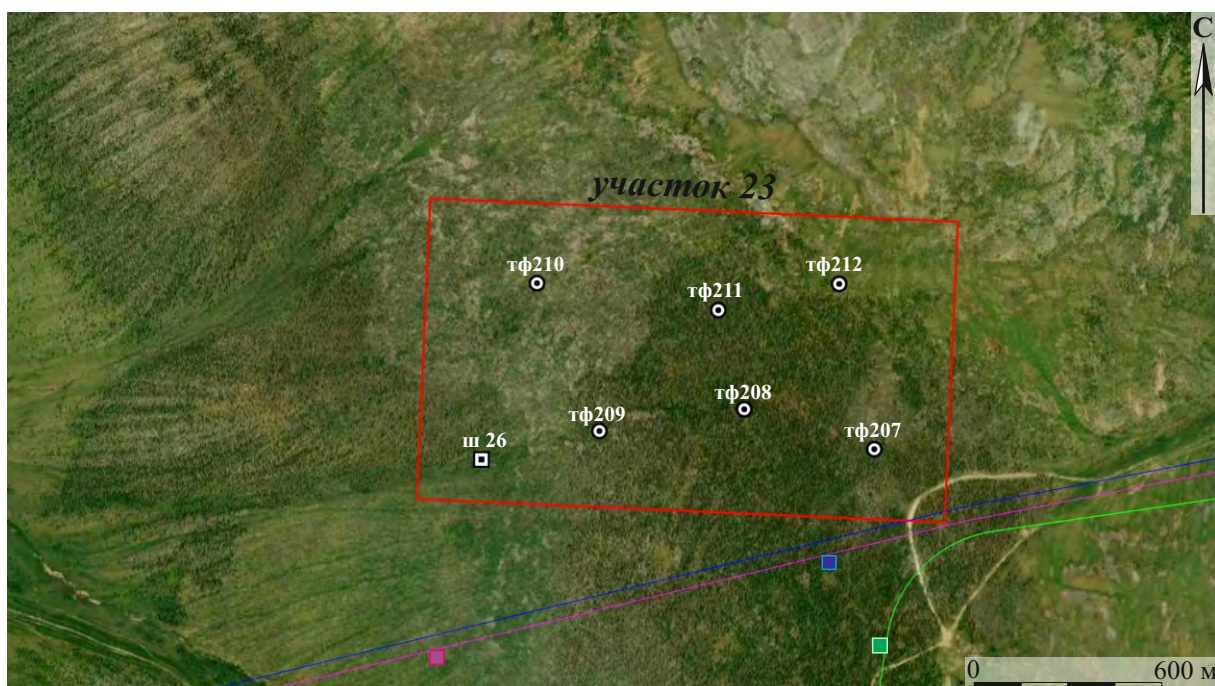 С
участок 23
тф210
тф212
тф211
тф208
тф209
тф207
ш 26
0 600 м